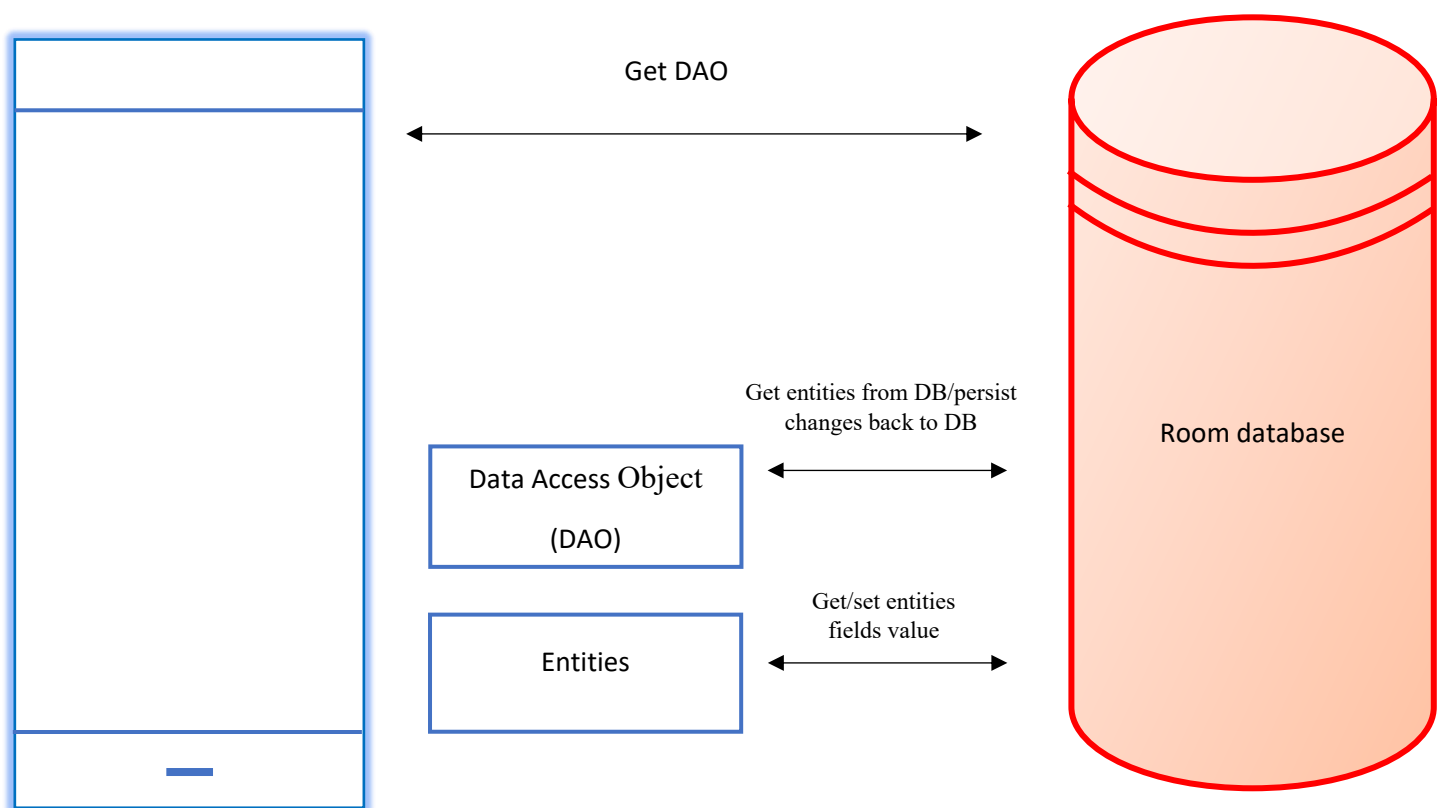 Get DAO
Get entities from DB/persist
changes back to DB
Data Access Object
(DAO)
Room database
Get/set entities
fields value
Entities